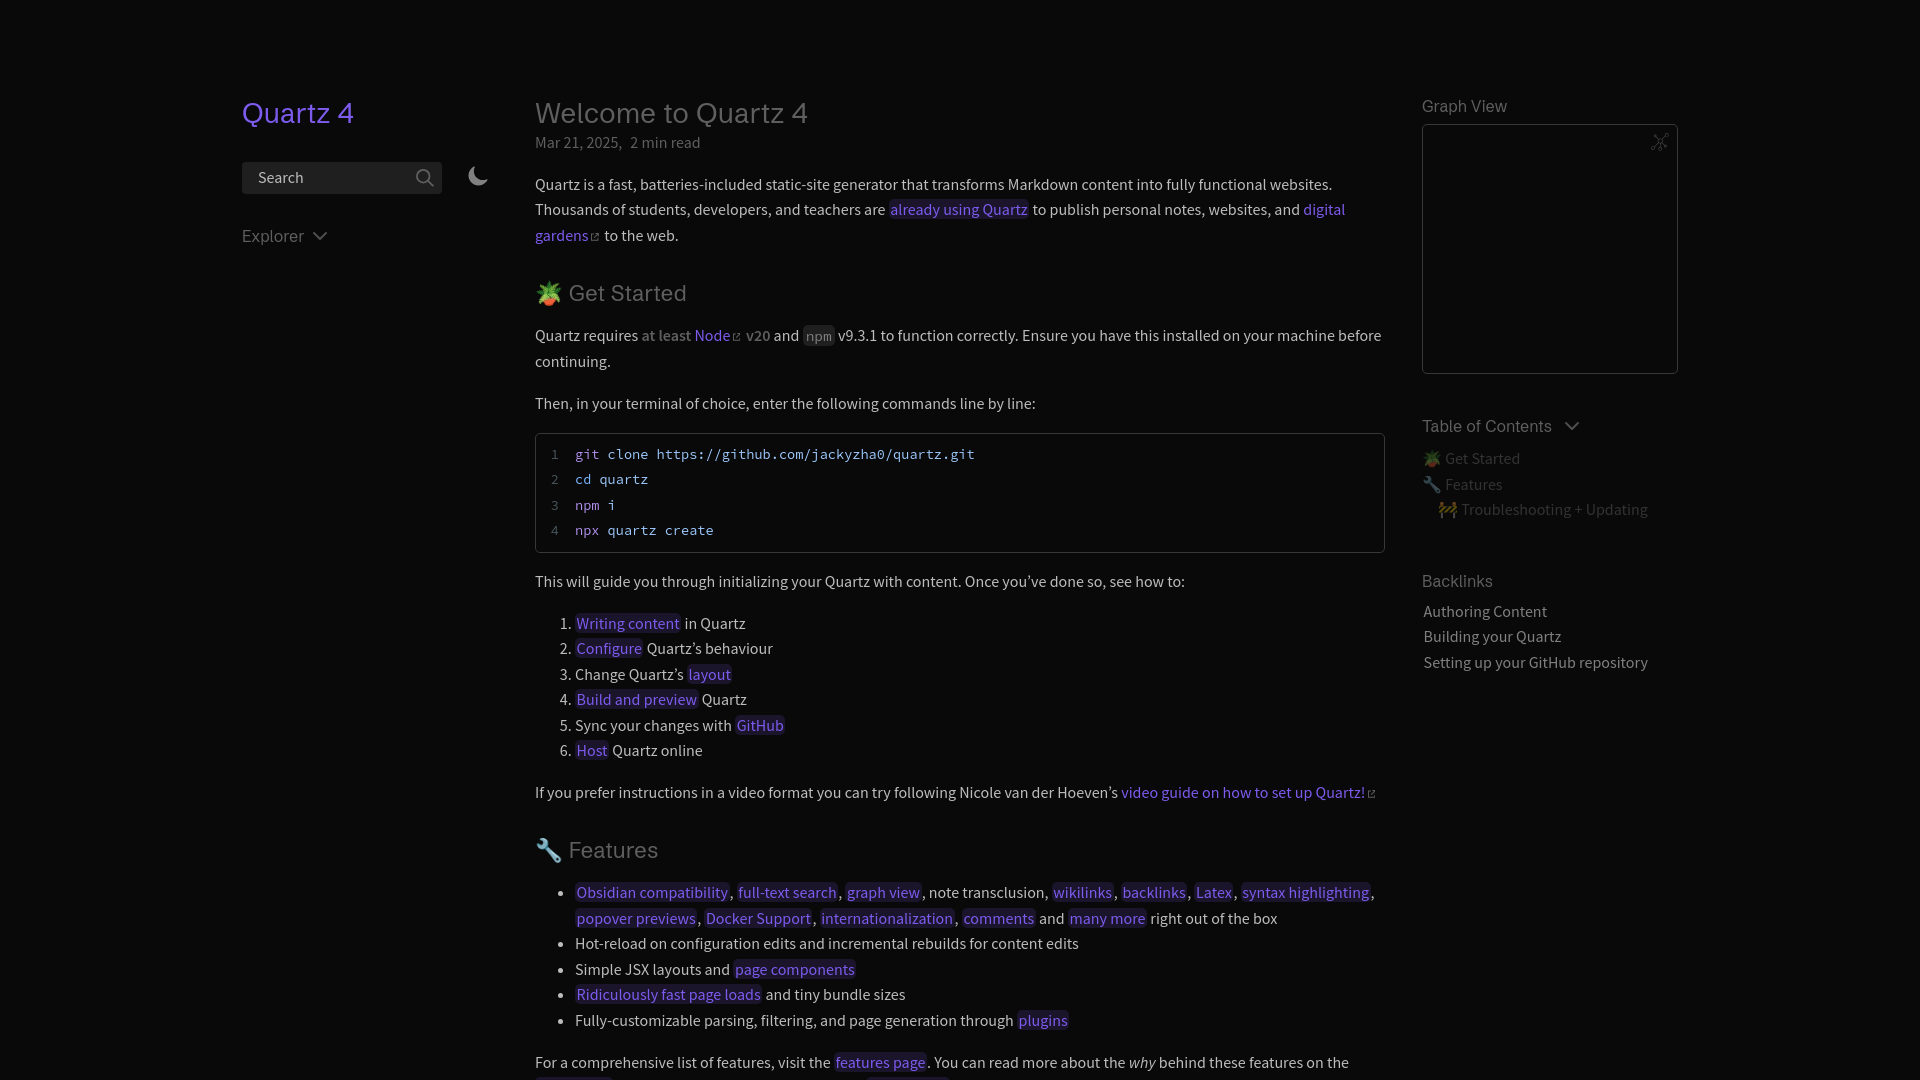 Quartz 4
Search
Explorer
Welcome to Quartz 4
Mar 21, 2025, 2 min read
Quartz is a fast, batteries-included static-site generator that transforms Markdown content into fully functional websites.
Thousands of students, developers, and teachers are already using Quartz to publish personal notes, websites, and digital
gardens to the web.
🪴 Get Started
Quartz requires at least Node v20 and npm v9.3.1 to function correctly. Ensure you have this installed on your machine before
continuing.
Then, in your terminal of choice, enter the following commands line by line:
1 git clone https://github.com/jackyzha0/quartz.git
2 cd quartz
3 npm i
4 npx quartz create
This will guide you through initializing your Quartz with content. Once you’ve done so, see how to:
1. Writing content in Quartz
2. Configure Quartz’s behaviour
3. Change Quartz’s layout
4. Build and preview Quartz
5. Sync your changes with GitHub
6. Host Quartz online
If you prefer instructions in a video format you can try following Nicole van der Hoeven’s video guide on how to set up Quartz!
🔧 Features
• Obsidian compatibility, full-text search, graph view, note transclusion, wikilinks, backlinks, Latex, syntax highlighting,
popover previews, Docker Support, internationalization, comments and many more right out of the box
• Hot-reload on configuration edits and incremental rebuilds for content edits
• Simple JSX layouts and page components
• Ridiculously fast page loads and tiny bundle sizes
• Fully-customizable parsing, filtering, and page generation through plugins
For a comprehensive list of features, visit the features page. You can read more about the why behind these features on the
Graph View
Table of Contents
🪴 Get Started
🔧 Features
🚧 Troubleshooting + Updating
Backlinks
Authoring Content
Building your Quartz
Setting up your GitHub repository